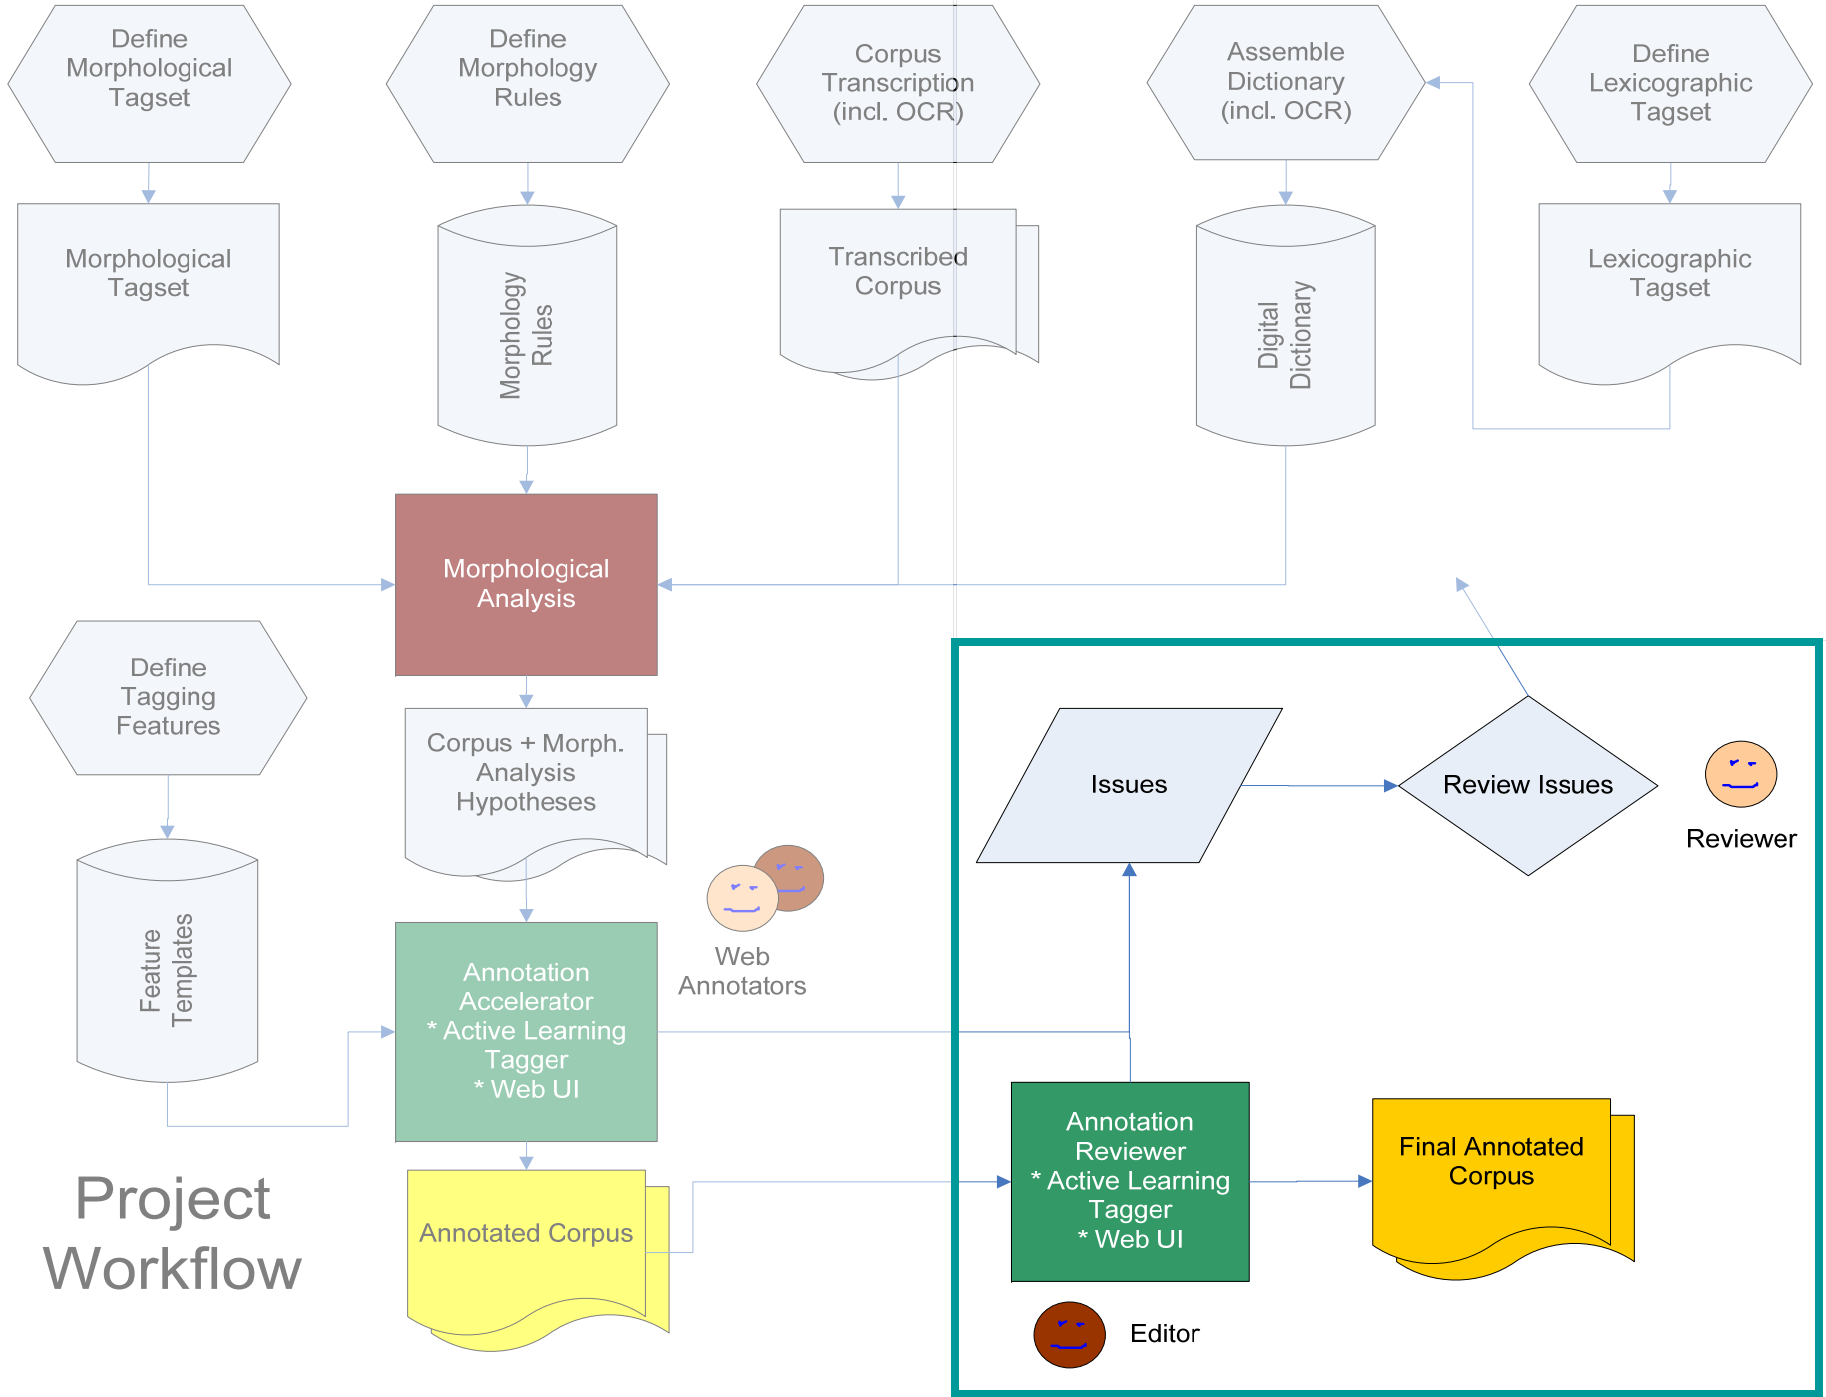 Define
Morphological
Tagset
Define
Morphology
Rules
Corpus
Transcription
(incl. OCR)
Assemble
Dictionary
(incl. OCR)
Define
Lexicographic
Tagset
Morphological
Tagset
Morphology
Rules
Transcribed
Corpus
Digital
Dictionary
Lexicographic
Tagset
Morphological
Analysis
Define
Tagging
Features
Corpus + Morph.
Analysis
Hypotheses
Issues
Review Issues
Reviewer
Feature
Templates
Annotation
Accelerator
* Active Learning
Tagger
* Web UI
Web
Annotators
Annotation
Reviewer
* Active Learning
Tagger
* Web UI
Final Annotated
Corpus
Project
Workflow
Annotated Corpus
Editor